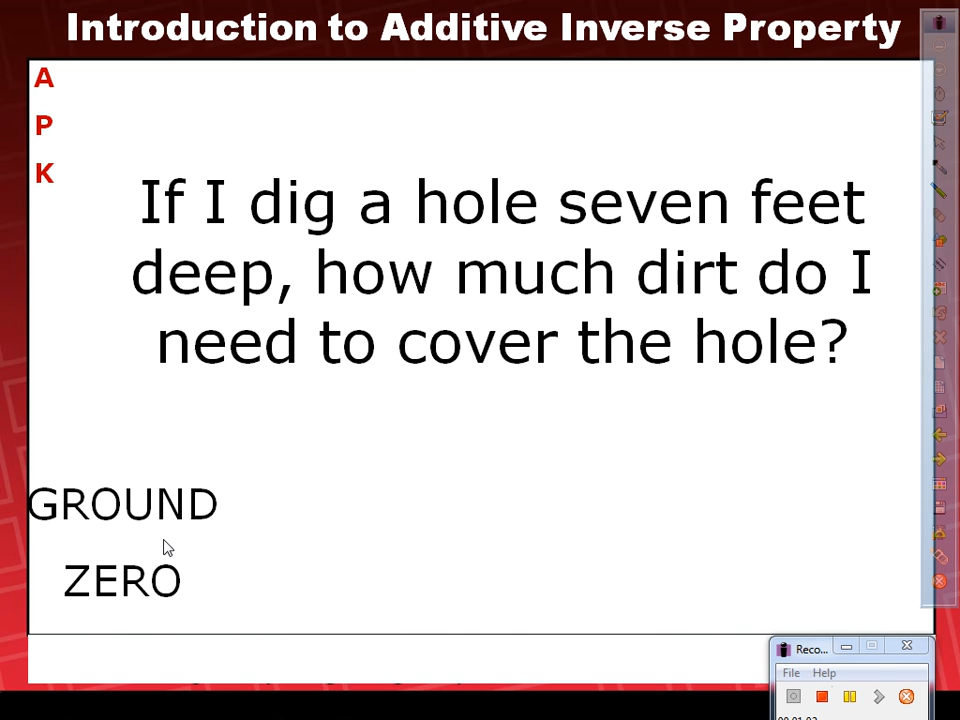 Introduction to Additive Inverse Property
A
P
K
If I dig a hole seven feet
deep, how much dirt do I
need to cover the hole?
GROUND
ZERO
Reco...
File Help